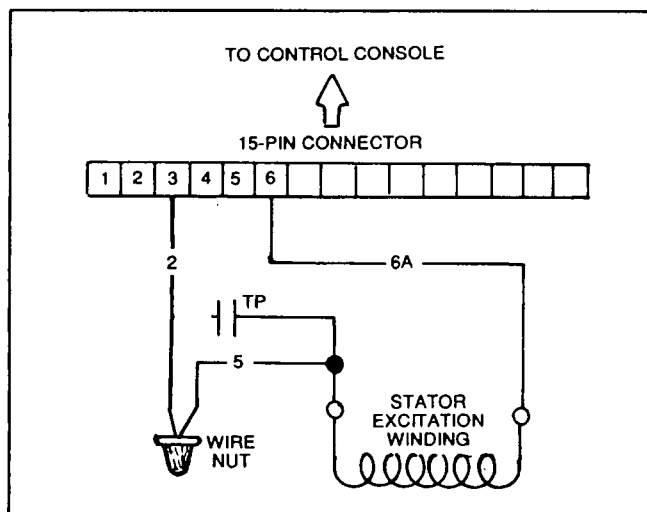 TO CONTROL CONSOLE
15-PIN CONNECTOR
1 2 3 4 5 6
2
6A
TP
5
STATOR
EXCITATION
WINDING
WIRE
NUT